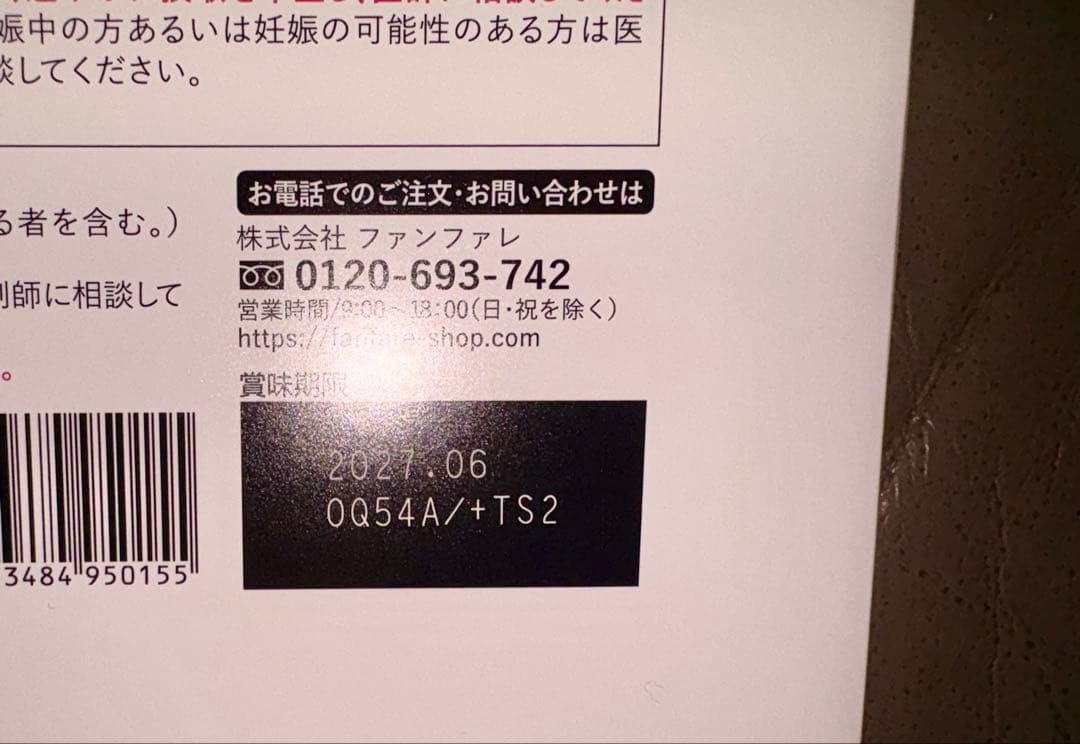 娠中の方あるいは妊娠の可能性のある方は医
談してください。
る者を含む。)
剤師に相談して
。
お電話でのご注文・お問い合わせは
株式会社 ファンファレ
0120-693-742
営業時間/9:00～18:00(日・祝を除く)
https://fanfare-shop.com
賞味期限
2027.06
0Q54A/+TS2
3484 950155